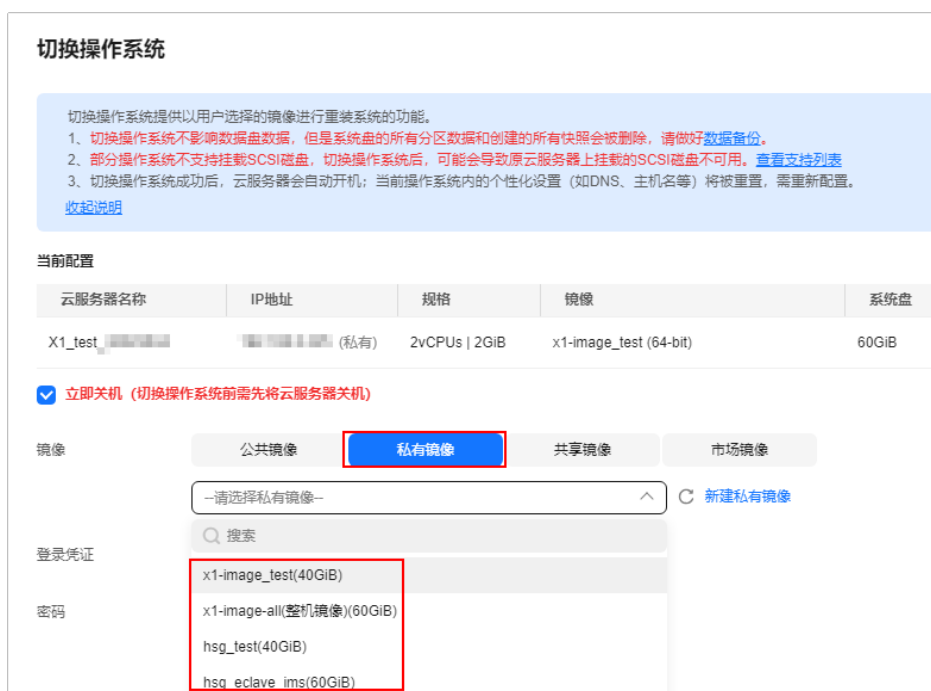 切换操作系统
切换操作系统提供以用户选择的镜像进行重装系统的功能。
1、切换操作系统不影响数据盘数据，但是系统盘的所有分区数据和创建的所有快照会被删除，请做好数据备份。
2、部分操作系统不支持挂载SCSI磁盘，切换操作系统后，可能会导致原云服务器上挂载的SCSI磁盘不可用。查看支持列表
3、切换操作系统成功后，云服务器会自动开机；当前操作系统内的个性化设置（如DNS、主机名等）将被重置，需重新配置。
收起说明
当前配置
云服务器名称 IP地址 规格 镜像 系统盘
X1_test_ (私有) 2vCPUs | 2GiB x1-image_test (64-bit) 60GiB
立即关机（切换操作系统前需先将云服务器关机)
镜像 公共镜像 私有镜像 共享镜像 市场镜像
--请选择私有镜像-- 新建私有镜像
搜索
登录凭证
x1-image_test(40GiB)
密码 x1-image-all(整机镜像)(60GiB)
hsg_test(40GiB)
hsg_eclave_ims(60GiB)